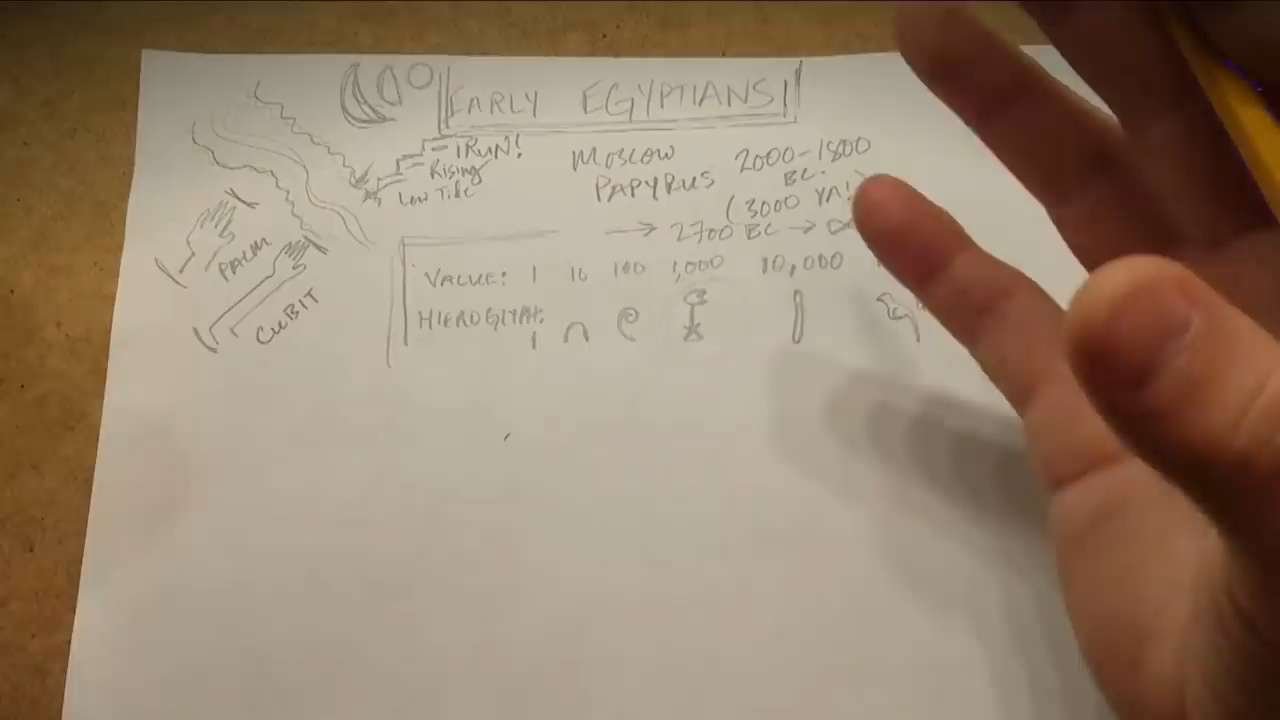 EARLY EGYPTIANS
RUN!
Rising
Low Tide
MOSCOW
PAPYRUS
2000-1800
BC.
(3000 YR!
→ 2700 BC →
PALM
CUBIT
VALUE: 1 10 100 1,000 10,000
HIEROGLYPH: